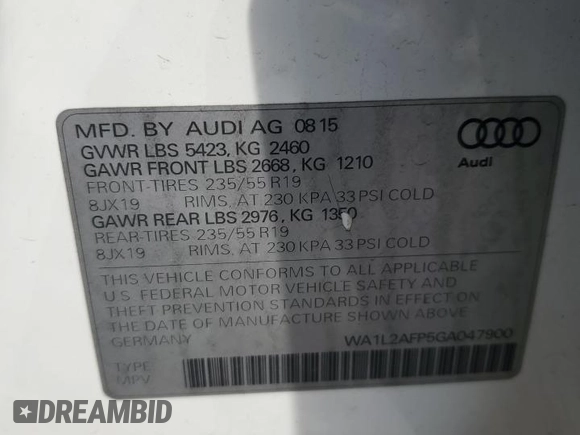 MFD. BY AUDI AG 0815
GVWR LBS 5423, KG 2460
GAWR FRONT LBS 2668, KG 1210
FRONT-TIRES 235/55 R19
8JX19 RIMS, AT 230 KPA 33 PSI COLD
GAWR REAR LBS 2976, KG 1350
REAR-TIRES 235/55 R19
8JX19 RIMS, AT 230 KPA 33 PSI COLD
Audi
THIS VEHICLE CONFORMS TO ALL APPLICABLE
U.S. FEDERAL MOTOR VEHICLE SAFETY AND
THEFT PREVENTION STANDARDS IN EFFECT ON
THE DATE OF MANUFACTURE SHOWN ABOVE.
GERMANY WA1L2AFP5GA047900
TYPE
MPV
DREAMBID